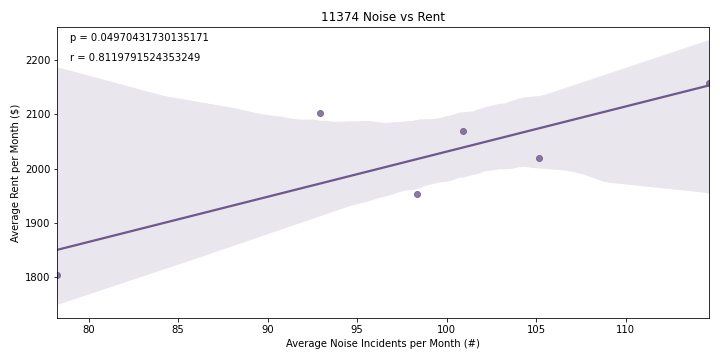 11374 Noise vs Rent
p = 0.04970431730135171
r = 0.8119791524353249
2200
2100
2000
1900
1800
Average Rent per Month ($)
80
85
90
95
100
105
110
Average Noise Incidents per Month (#)